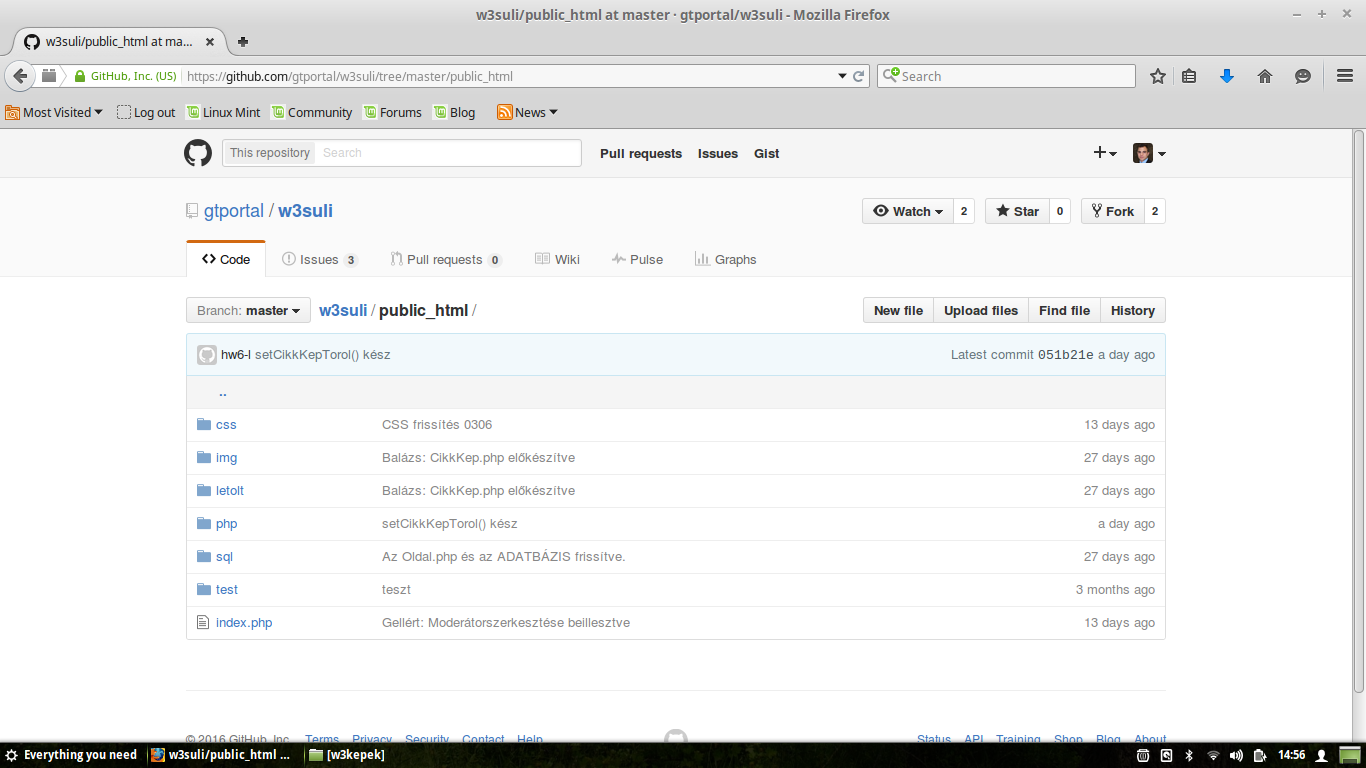 w3suli/public_html at master · gtportal/w3suli - Mozilla Firefox
w3suli/public_html at ma...
GitHub, Inc. (US) https://github.com/gtportal/w3suli/tree/master/public_html Search
Most Visited Log out Linux Mint Community Forums Blog News
This repository Search Pull requests Issues Gist
gtportal / w3suli Watch 2 Star 0 Fork 2
Code Issues 3 Pull requests 0 Wiki Pulse Graphs
Branch: master w3suli / public_html / New file Upload files Find file History
hw6-l setCikkKepTorol() kész Latest commit 051b21e a day ago
..
css CSS frissítés 0306 13 days ago
img Balázs: CikkKep.php előkészítve 27 days ago
letolt Balázs: CikkKep.php előkészítve 27 days ago
php setCikkKepTorol() kész a day ago
sql Az Oldal.php és az ADATBÁZIS frissítve. 27 days ago
test teszt 3 months ago
index.php Gellért: Moderátorszerkesztése beillesztve 13 days ago
© 2016 GitHub, Inc. Terms Privacy Security Contact Help Status API Training Shop Blog About
Everything you need w3suli/public_html ... [w3kepek] 14:56